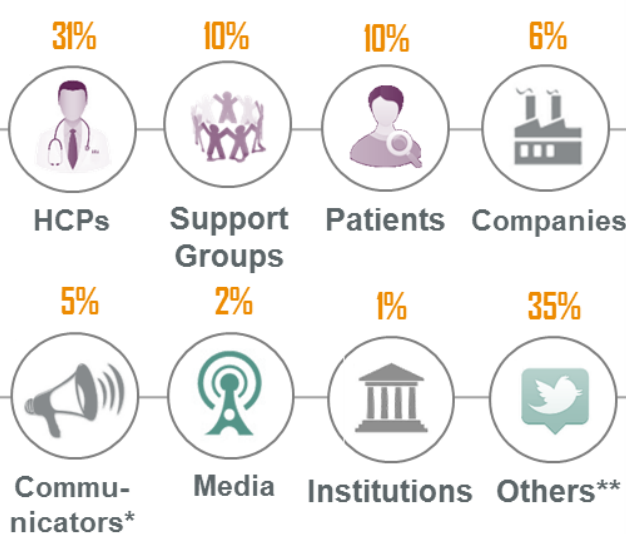 31% 10% 10% 6%
HCPs Support Groups Patients Companies
5% 2% 1% 35%
Commu-nicators* Media Institutions Others**